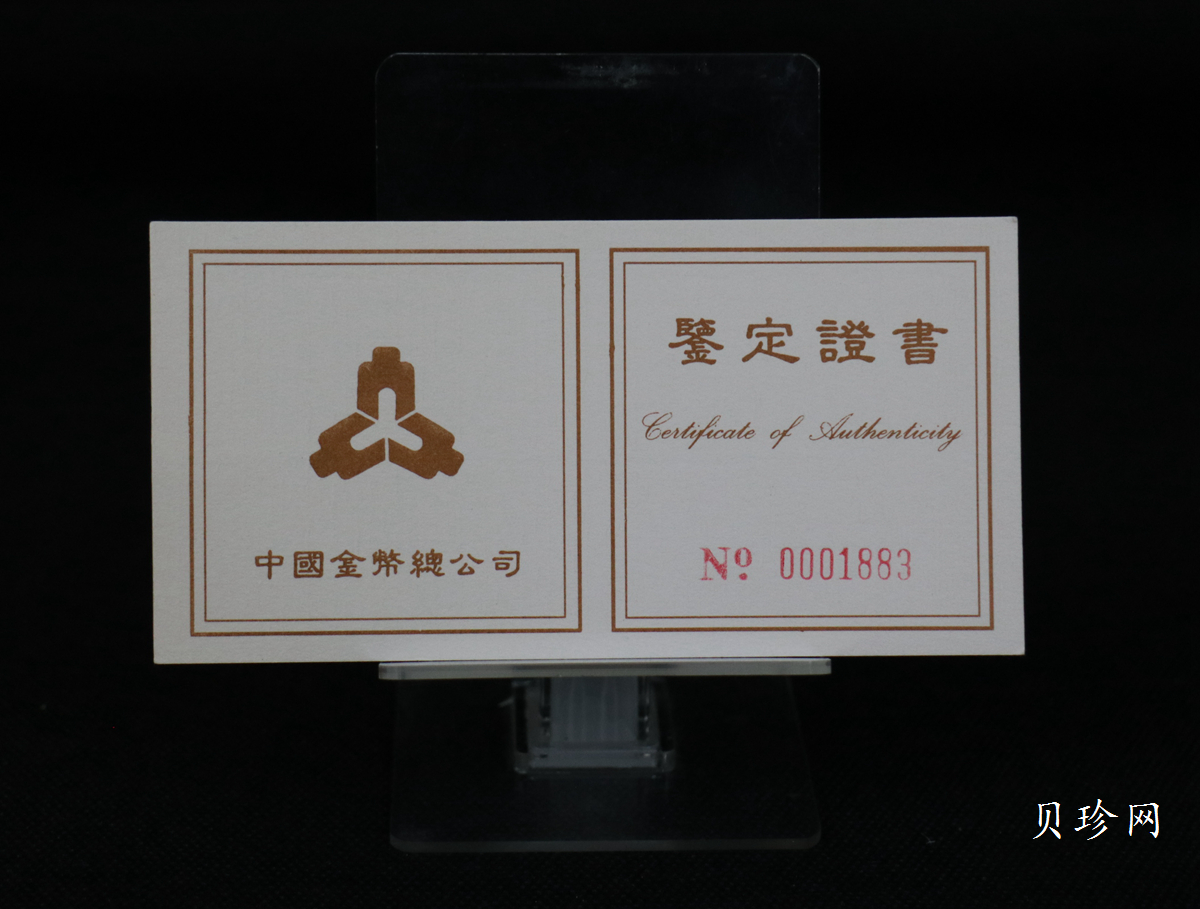 中國金幣總公司
鑒定證書
Certificate of Authenticity
Nº 0001883
贝珍网